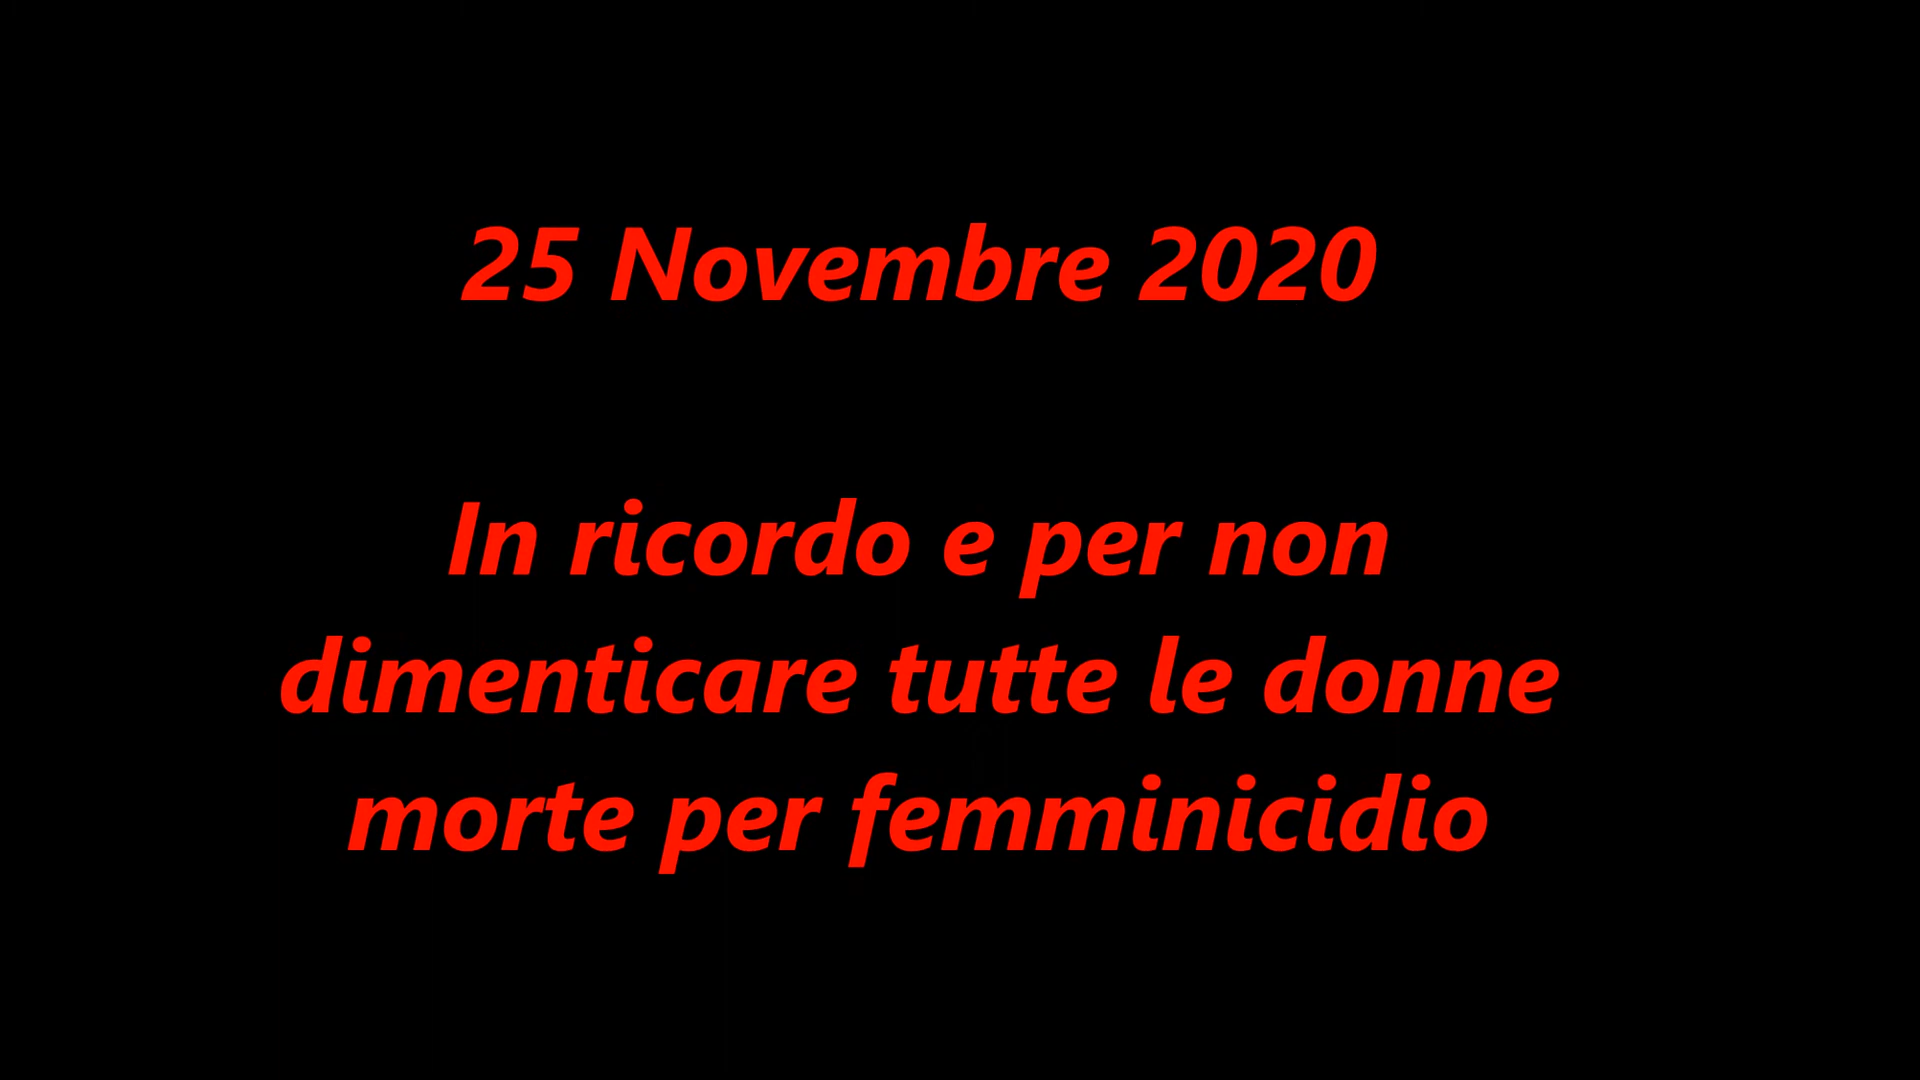 25 Novembre 2020
In ricordo e per non
dimenticare tutte le donne
morte per femminicidio